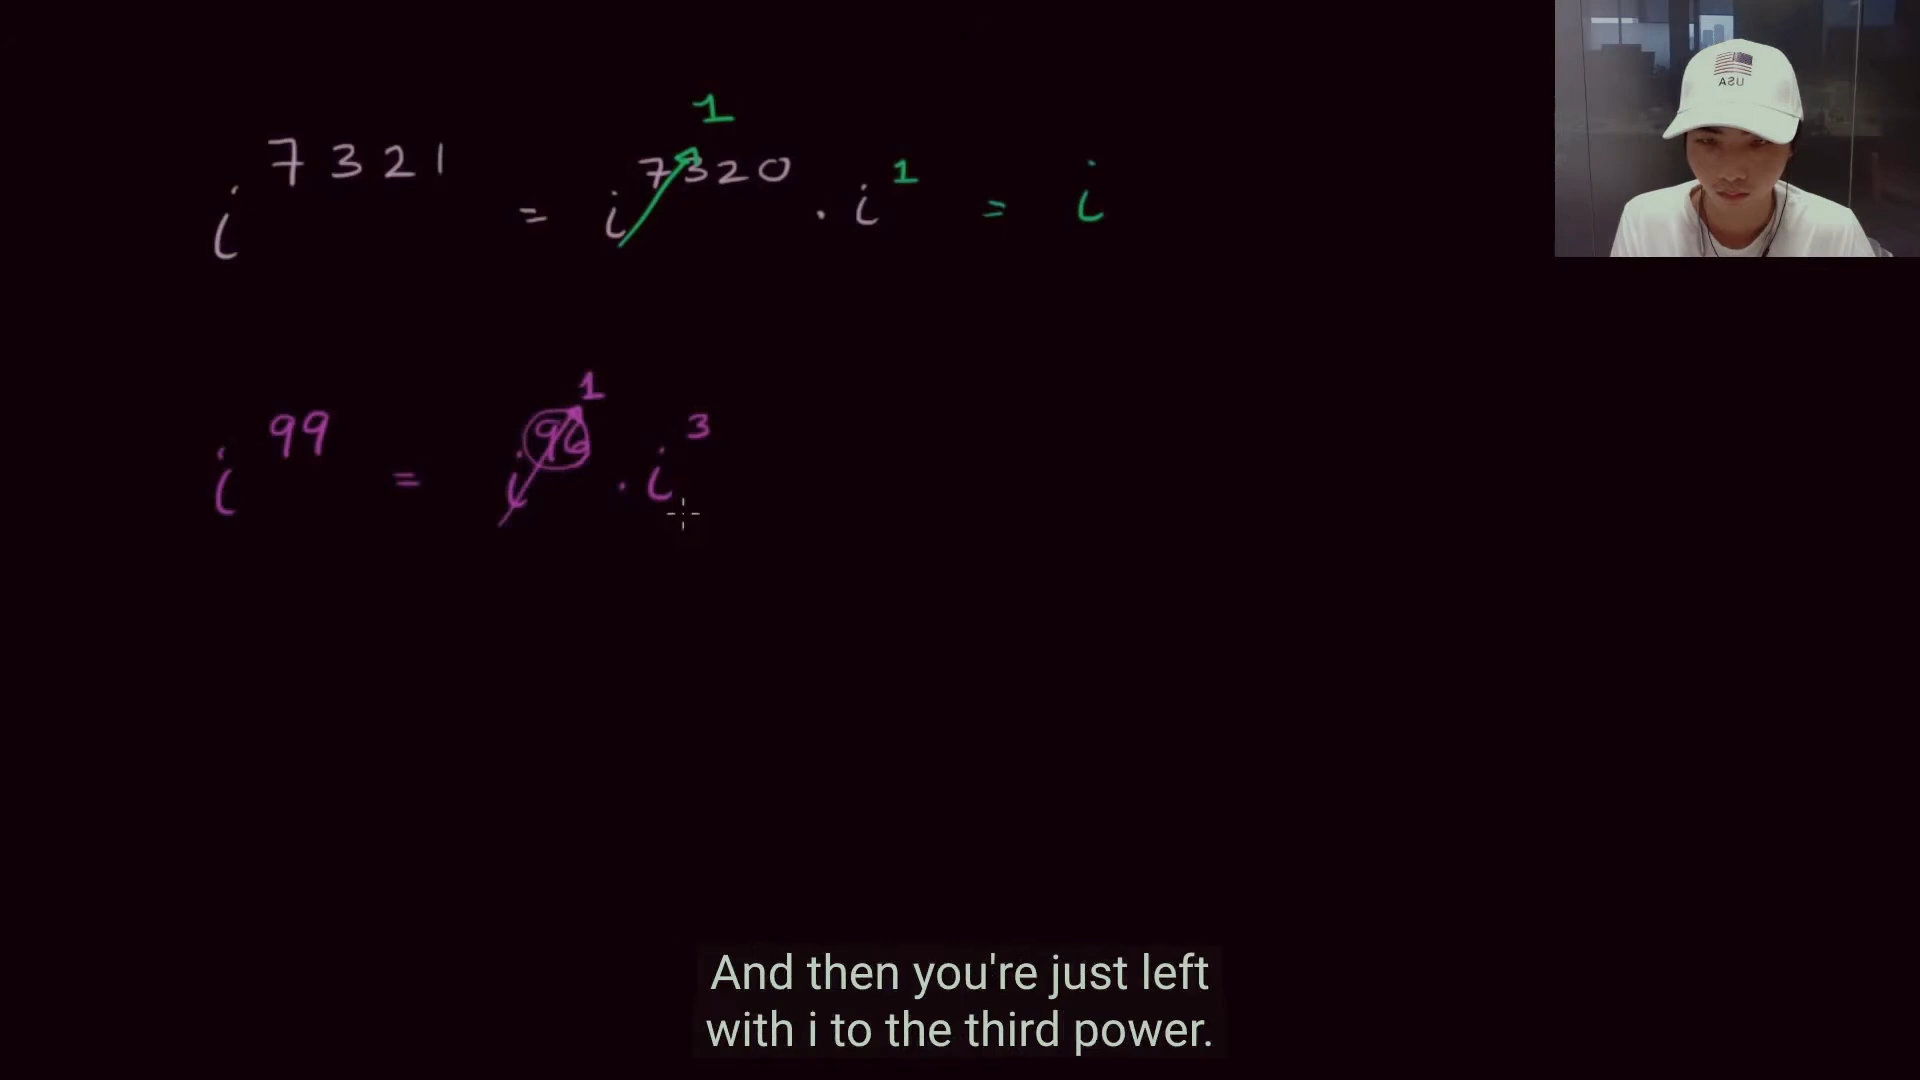 i^7321 = i^7320 1 · i^1 = i
USA
i^99 = i^96 1 · i^3
And then you're just left
with i to the third power.